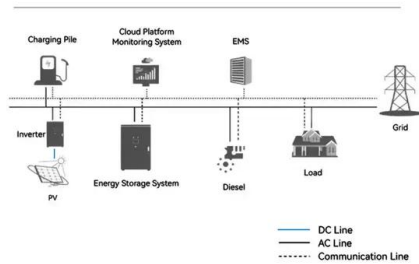 Charging Pile
Cloud Platform
Monitoring System
EMS
Grid
Inverter
PV
Energy Storage System
Diesel
Load
DC Line
AC Line
Communication Line